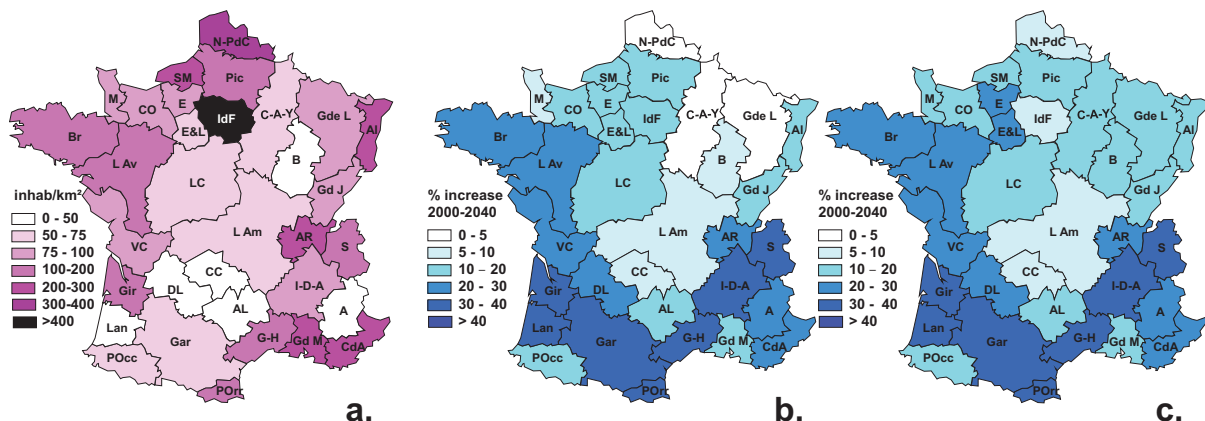 N-PdC
SM
Pic
M
CO
E
IdF
C-A-Y
Gde L
Al
E&L
Br
L Av
B
LC
Gd J
VC
L Am
AR
S
CC
DL
I-D-A
Gir
AL
A
Lan
Gar
G-H
Gd M
CdA
POcc
POrr
inhab/km²
0 - 50
50 - 75
75 - 100
100-200
200-300
300-400
>400
a.
N-PdC
SM
Pic
M
CO
E
IdF
C-A-Y
Gde L
Al
E&L
Br
L Av
B
LC
Gd J
VC
L Am
AR
S
CC
DL
I-D-A
Gir
AL
A
Lan
Gar
G-H
Gd M
CdA
POcc
POrr
% increase
2000-2040
0 - 5
5 - 10
10 – 20
20 - 30
30 - 40
> 40
b.
N-PdC
SM
Pic
M
CO
E
IdF
C-A-Y
Gde L
Al
E&L
Br
L Av
B
LC
Gd J
VC
L Am
AR
S
CC
DL
I-D-A
Gir
AL
A
Lan
Gar
G-H
Gd M
CdA
POcc
POrr
% increase
2000-2040
0 - 5
5 - 10
10 – 20
20 - 30
30 - 40
> 40
c.